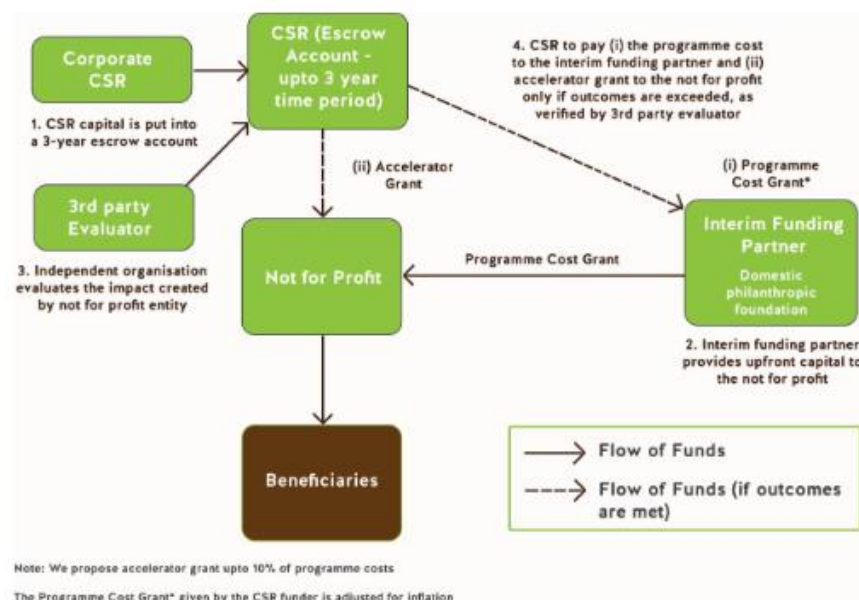 Corporate
CSR
1. CSR capital is put into
a 3-year escrow account
CSR (Escrow
Account -
upto 3 year
time period)
4. CSR to pay (i) the programme cost
to the interim funding partner and (ii)
accelerator grant to the not for profit
only if outcomes are exceeded, as
verified by 3rd party evaluator
3rd party
Evaluator
3. Independent organisation
evaluates the impact created
by not for profit entity
(ii) Accelerator
Grant
(i) Programme
Cost Grant*
Not for Profit
Programme Cost Grant
Interim Funding
Partner
Domestic
philanthropic
foundation
2. Interim funding partner
provides upfront capital to
the not for profit
Beneficiaries
Flow of Funds
Flow of Funds (if outcomes
are met)
Note: We propose accelerator grant upto 10% of programme costs
The Programme Cost Grant* given by the CSR funder is adjusted for inflation